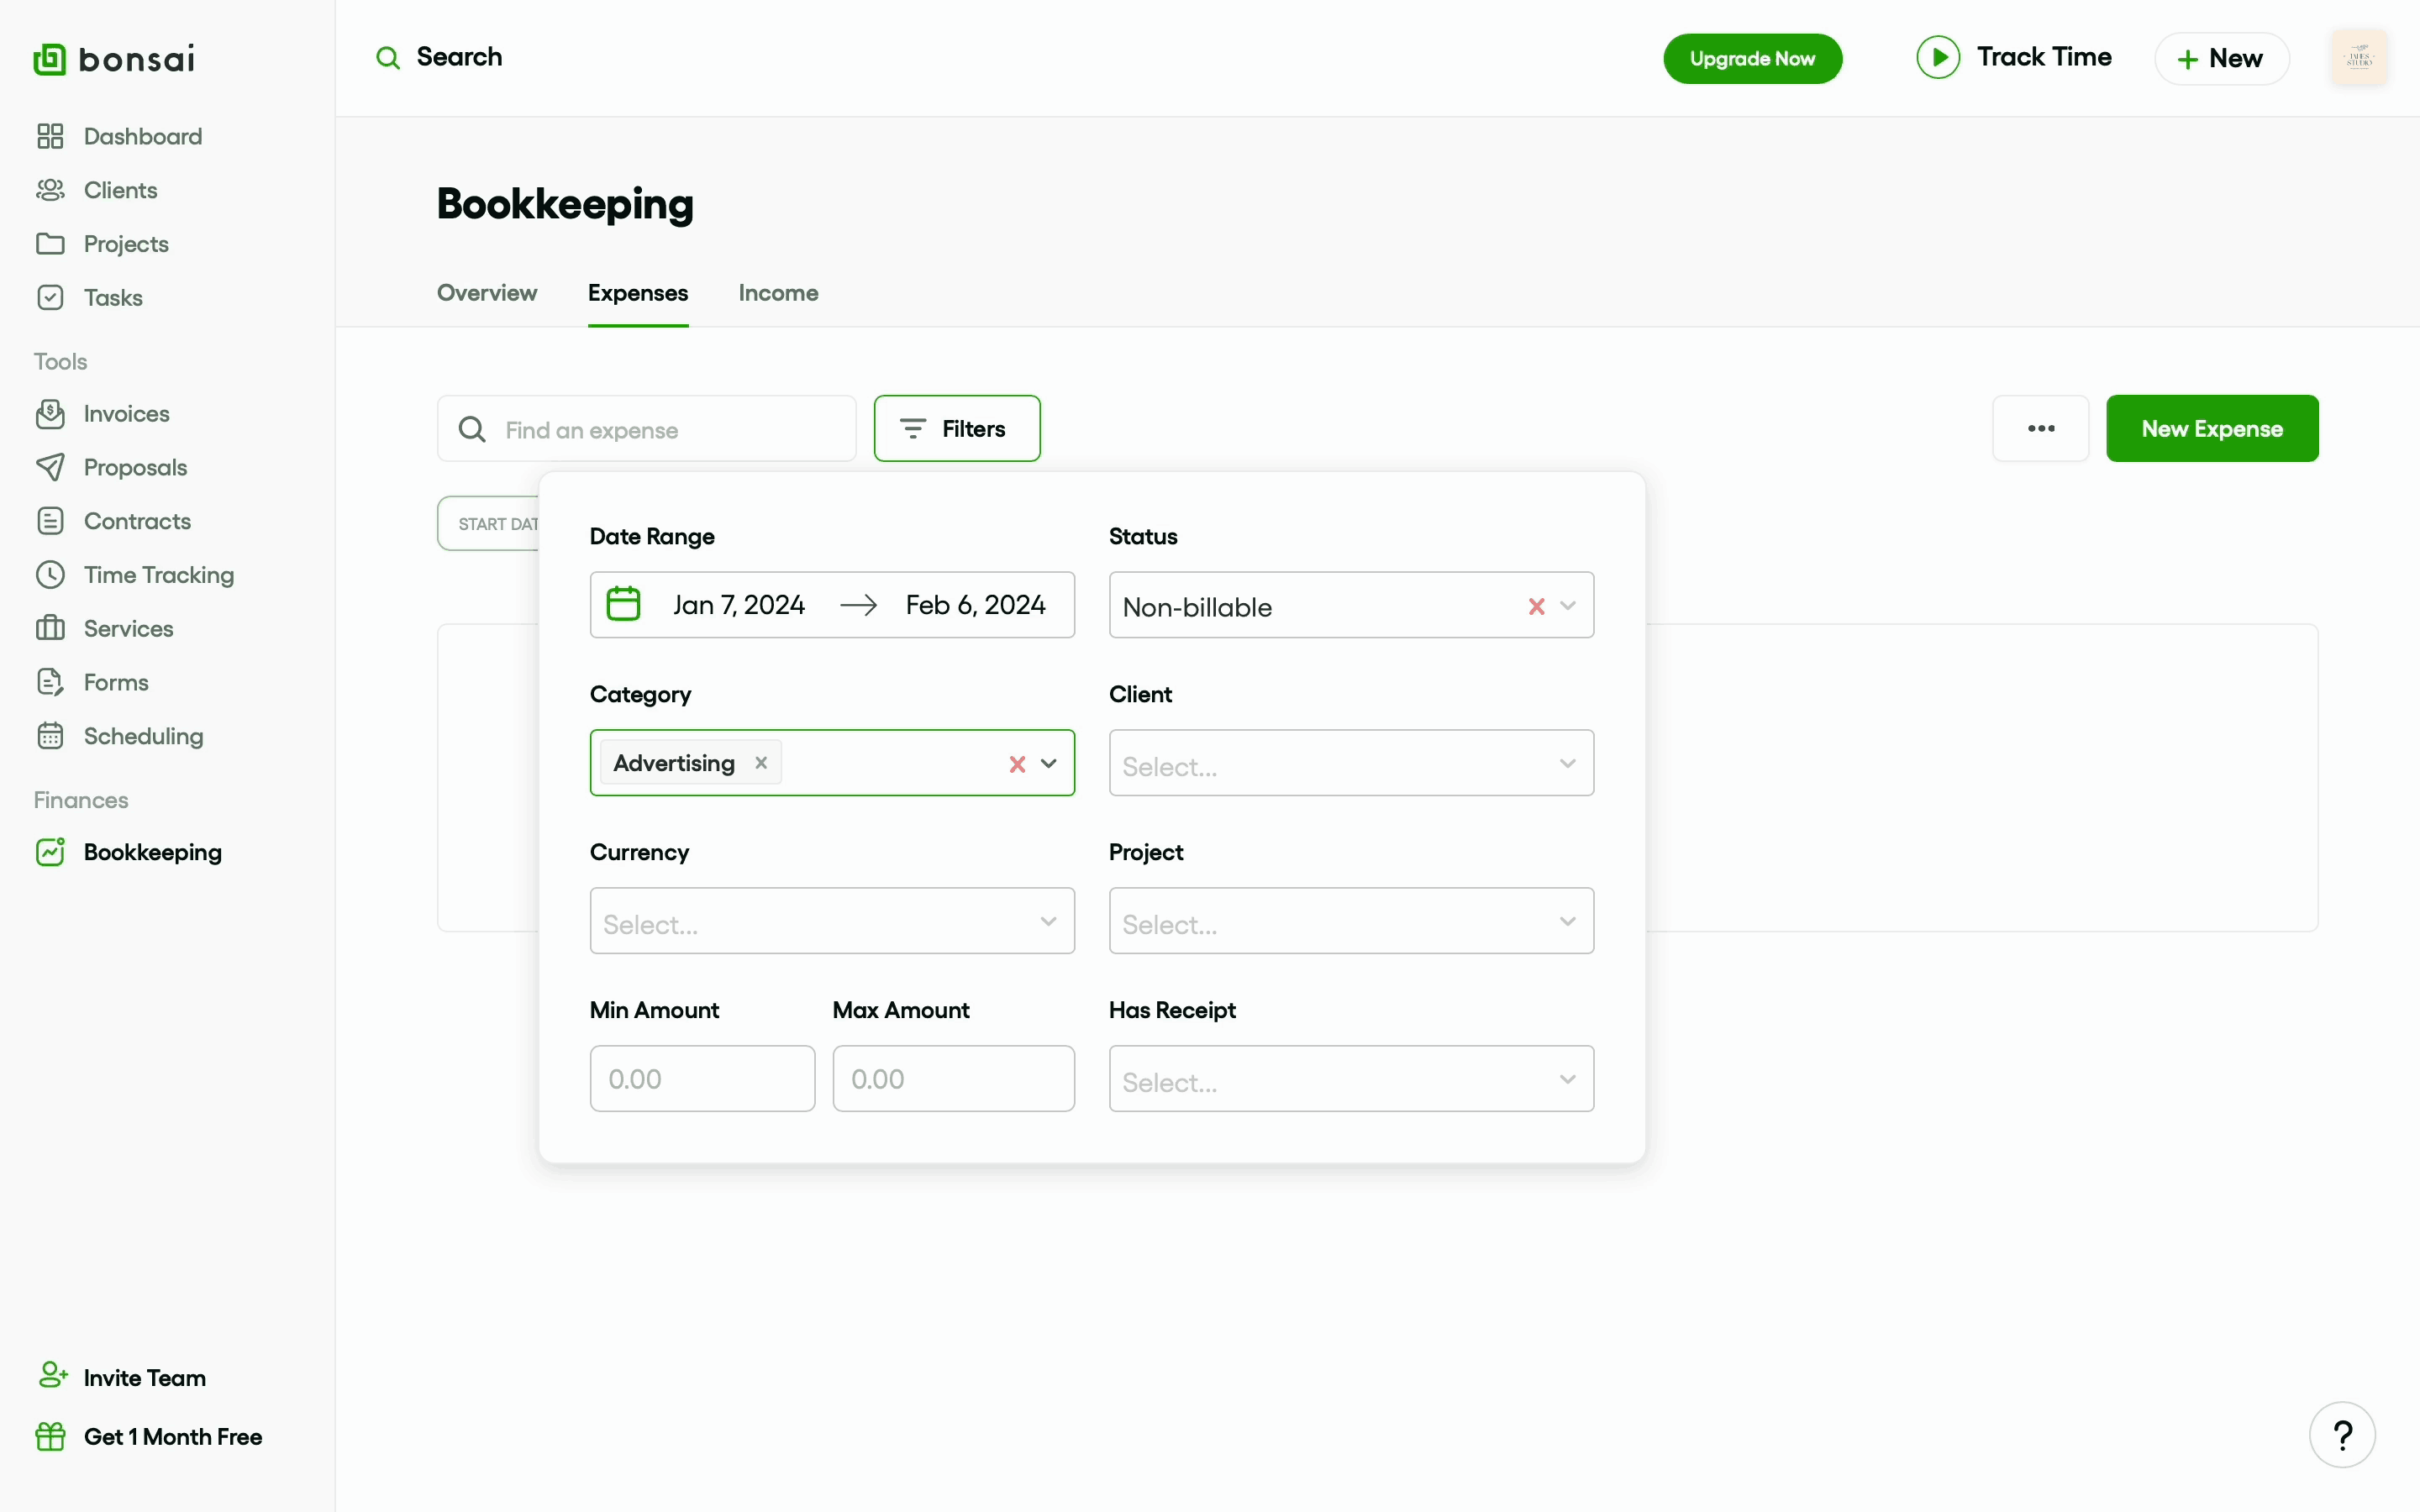 bonsai
Search
Upgrade Now
Track Time
New
JAMES
STUDIO
Dashboard
Clients
Projects
Tasks
Tools
Invoices
Proposals
Contracts
Time Tracking
Services
Forms
Scheduling
Finances
Bookkeeping
Invite Team
Get 1 Month Free
Bookkeeping
Overview
Expenses
Income
Find an expense
Filters
New Expense
START DAT
Date Range
Jan 7, 2024
Feb 6, 2024
Status
Non-billable
Category
Advertising
Client
Select...
Currency
Select...
Project
Select...
Min Amount
0.00
Max Amount
0.00
Has Receipt
Select...
?